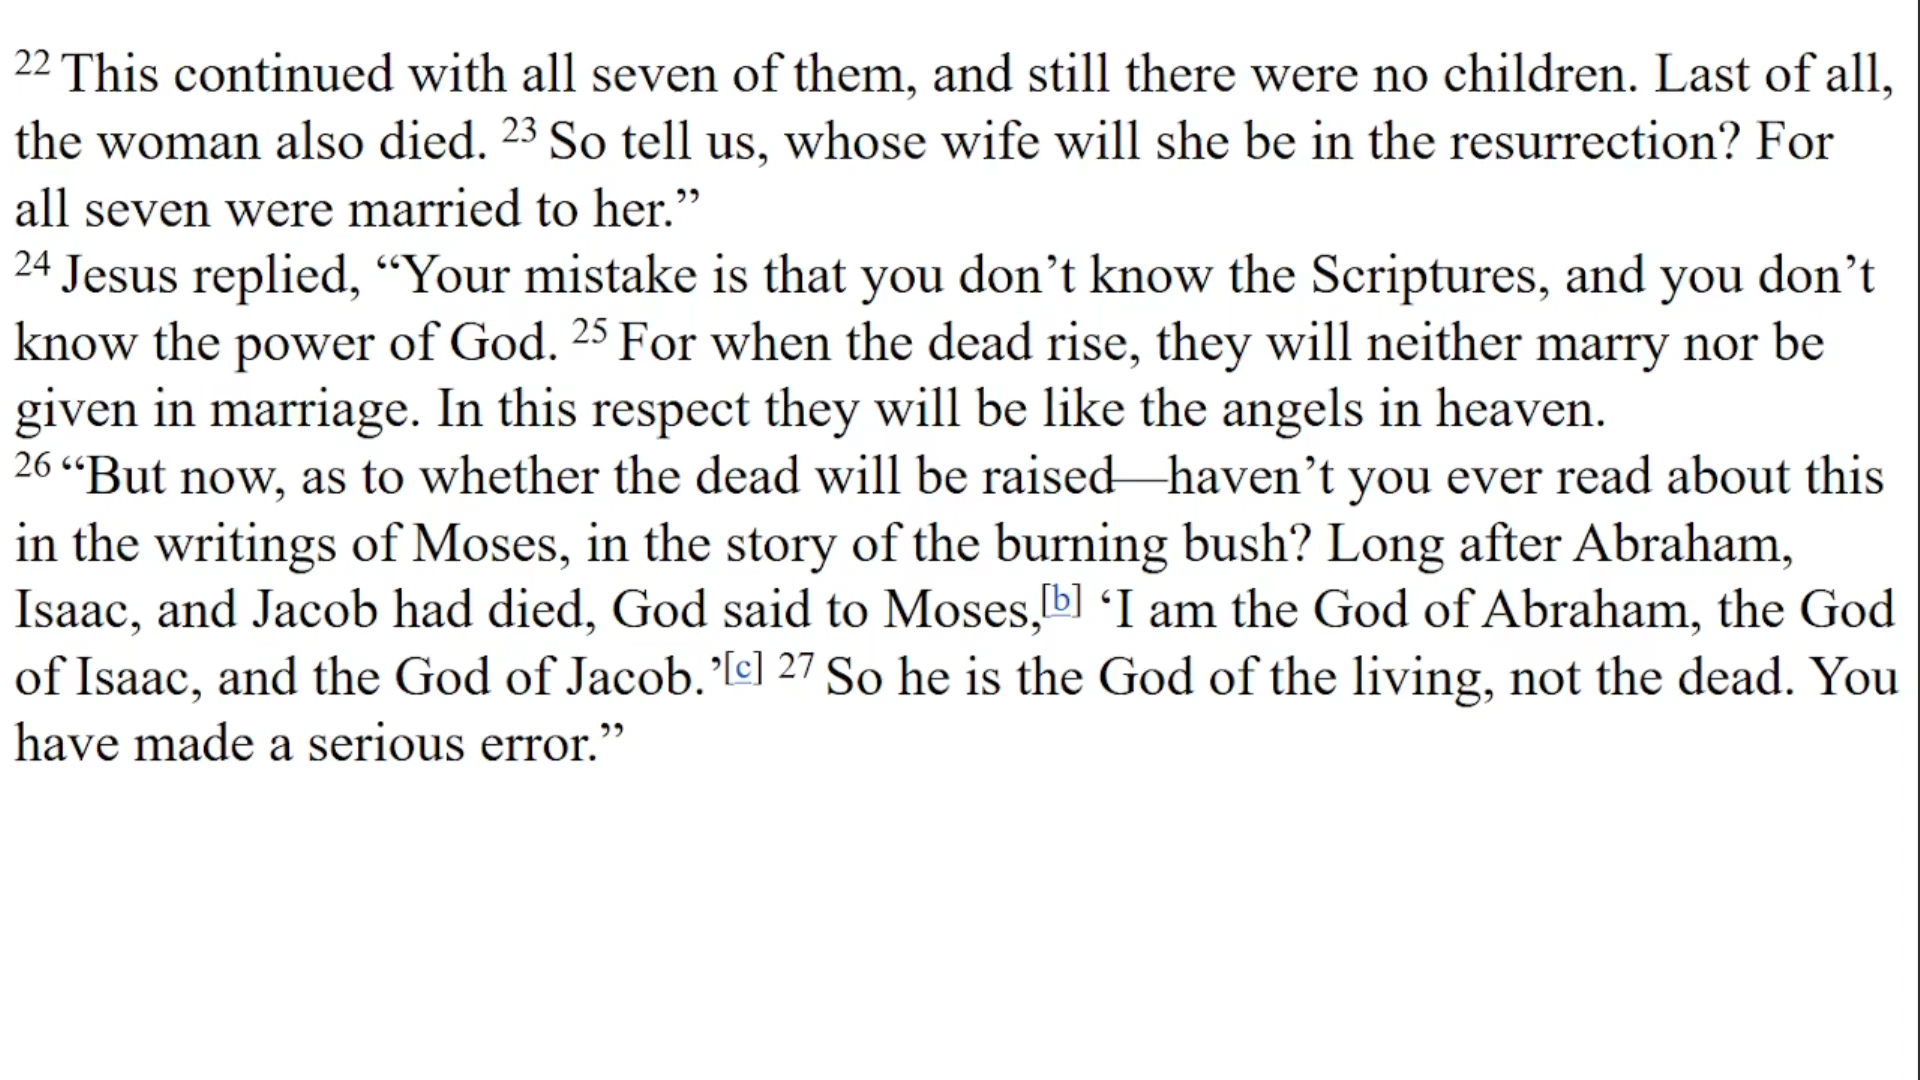 22 This continued with all seven of them, and still there were no children. Last of all,
the woman also died. 23 So tell us, whose wife will she be in the resurrection? For
all seven were married to her.”
24 Jesus replied, “Your mistake is that you don’t know the Scriptures, and you don’t
know the power of God. 25 For when the dead rise, they will neither marry nor be
given in marriage. In this respect they will be like the angels in heaven.
26 “But now, as to whether the dead will be raised—haven’t you ever read about this
in the writings of Moses, in the story of the burning bush? Long after Abraham,
Isaac, and Jacob had died, God said to Moses,[b] ‘I am the God of Abraham, the God
of Isaac, and the God of Jacob.’[c] 27 So he is the God of the living, not the dead. You
have made a serious error.”